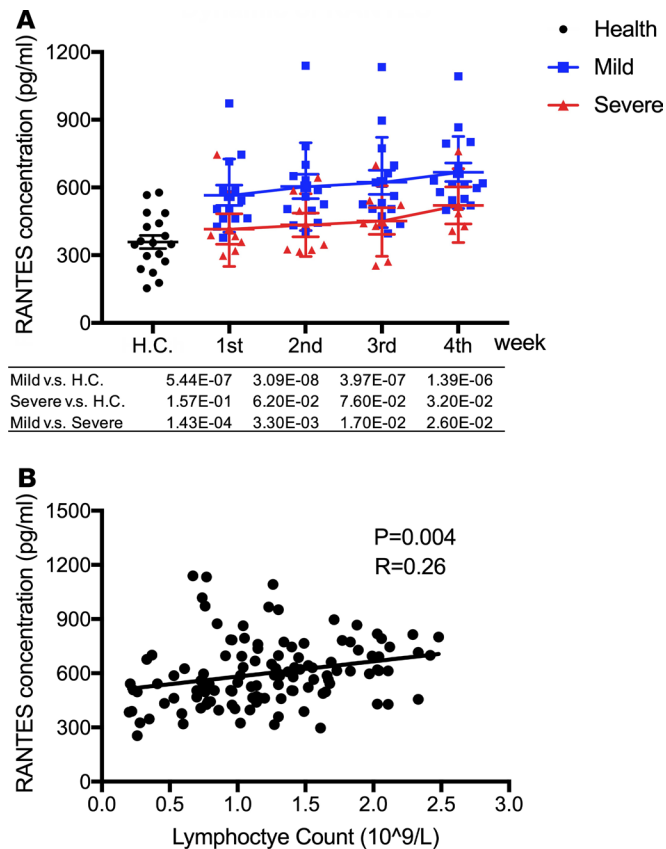 A
Health
Mild
Severe
RANTES concentration (pg/ml)
1200
900
600
300
0
H.C. 1st 2nd 3rd 4th week
Mild v.s. H.C. 5.44E-07 3.09E-08 3.97E-07 1.39E-06
Severe v.s. H.C. 1.57E-01 6.20E-02 7.60E-02 3.20E-02
Mild v.s. Severe 1.43E-04 3.30E-03 1.70E-02 2.60E-02
B
RANTES concentration (pg/ml)
1500
1200
900
600
300
0
P=0.004
R=0.26
0.0 0.5 1.0 1.5 2.0 2.5 3.0
Lymphoctye Count (10^9/L)